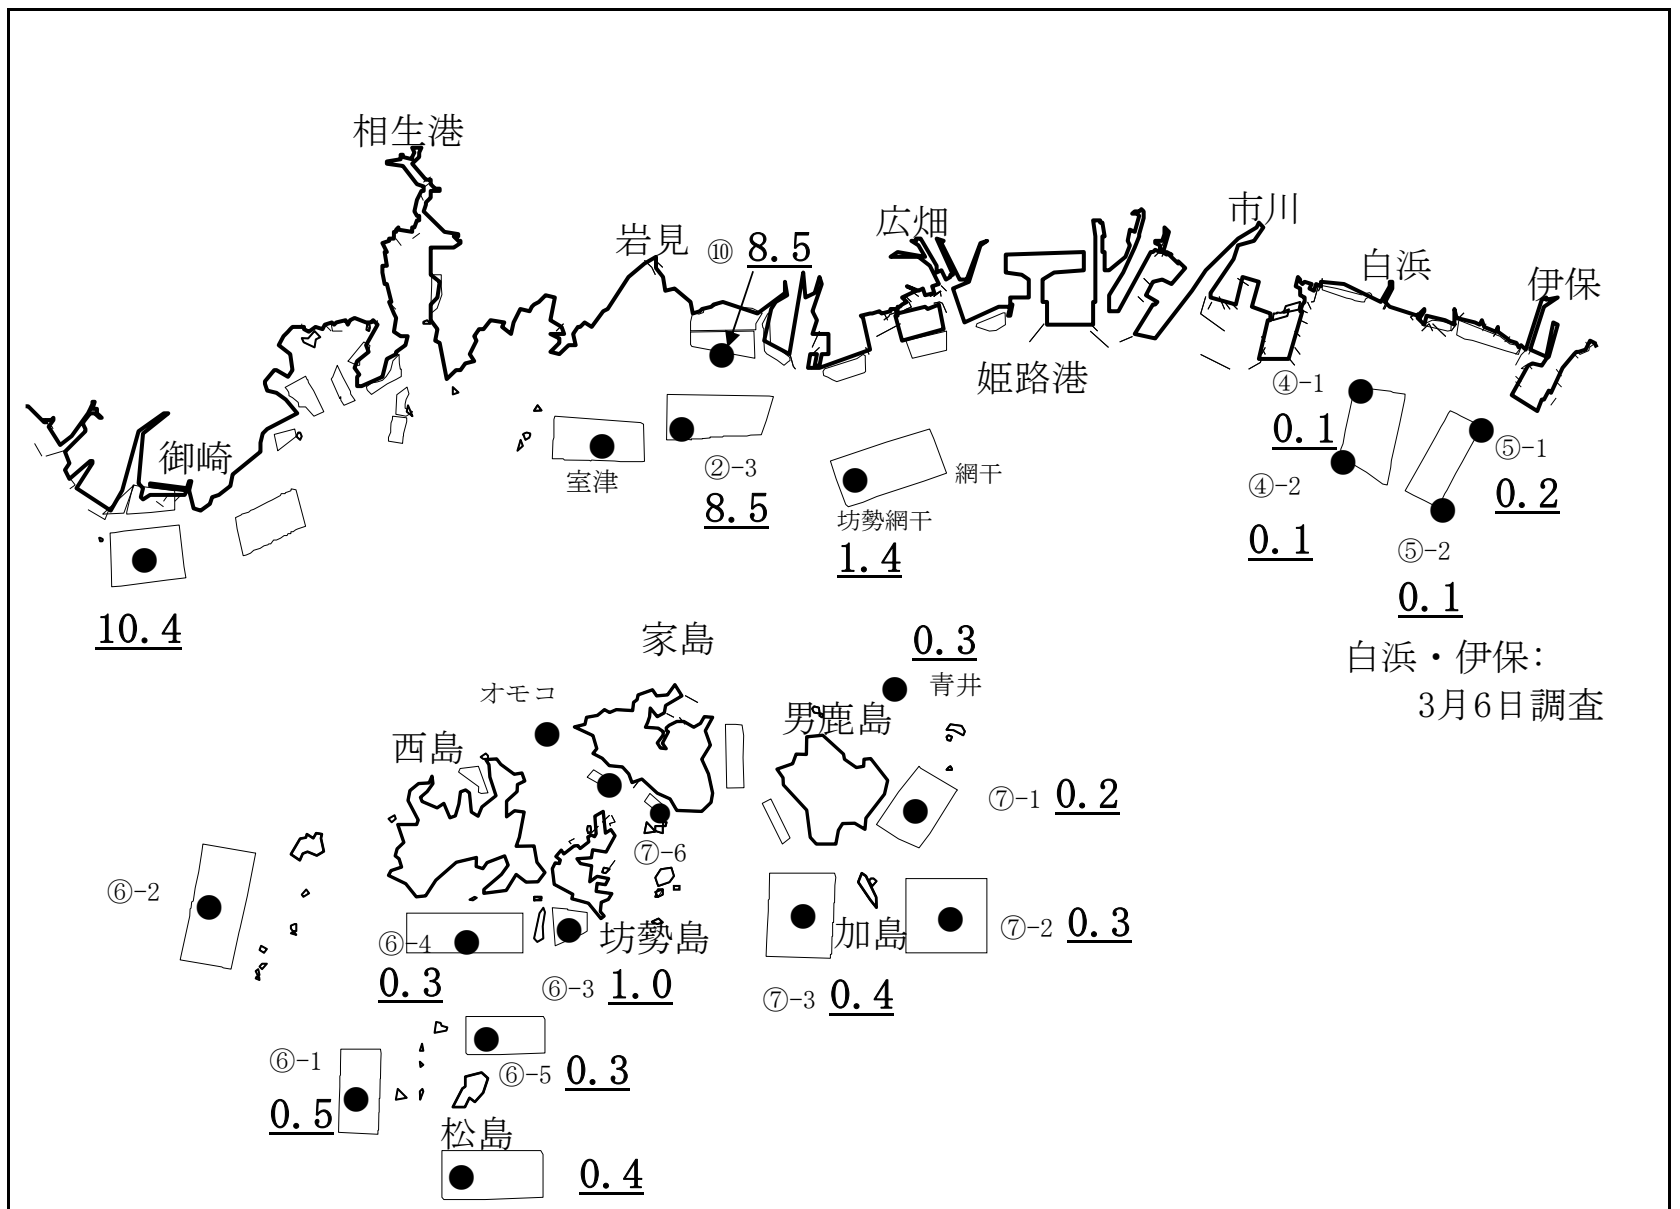 相生港
市川
広畑
岩見
⑩ 8.5
白浜
伊保
姫路港
④-1
0.1
御崎
②-3
8.5
室津
網干
坊勢網干
1.4
⑤-1
0.2
④-2
0.1
⑤-2
0.1
10.4
家島
0.3
青井
白浜・伊保:
3月6日調査
オモコ
男鹿島
西島
⑦-1 0.2
⑦-6
⑥-2
⑥-4
0.3
坊勢島
加島
⑦-2 0.3
⑥-3 1.0
⑦-3 0.4
⑥-1
0.5
⑥-5 0.3
松島
0.4